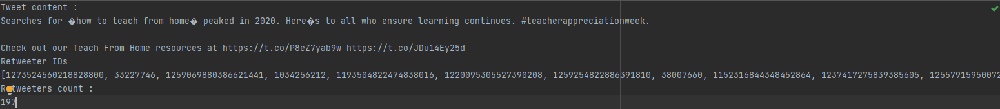 Tweet content :
Searches for �how to teach from home� peaked in 2020. Here�s to all who ensure learning continues. #teacherappreciationweek.
Check out our Teach From Home resources at https://t.co/P8eZ7yab9w https://t.co/JDu14Ey25d
Retweeter IDs
[1273524560218828800, 33227746, 1259069880386621441, 1034256212, 1193504822474838016, 1220095305527390208, 1259254822886391810, 38007660, 1152316844348452864, 1237417275839385605, 12557915950072
Retweeters count :
197